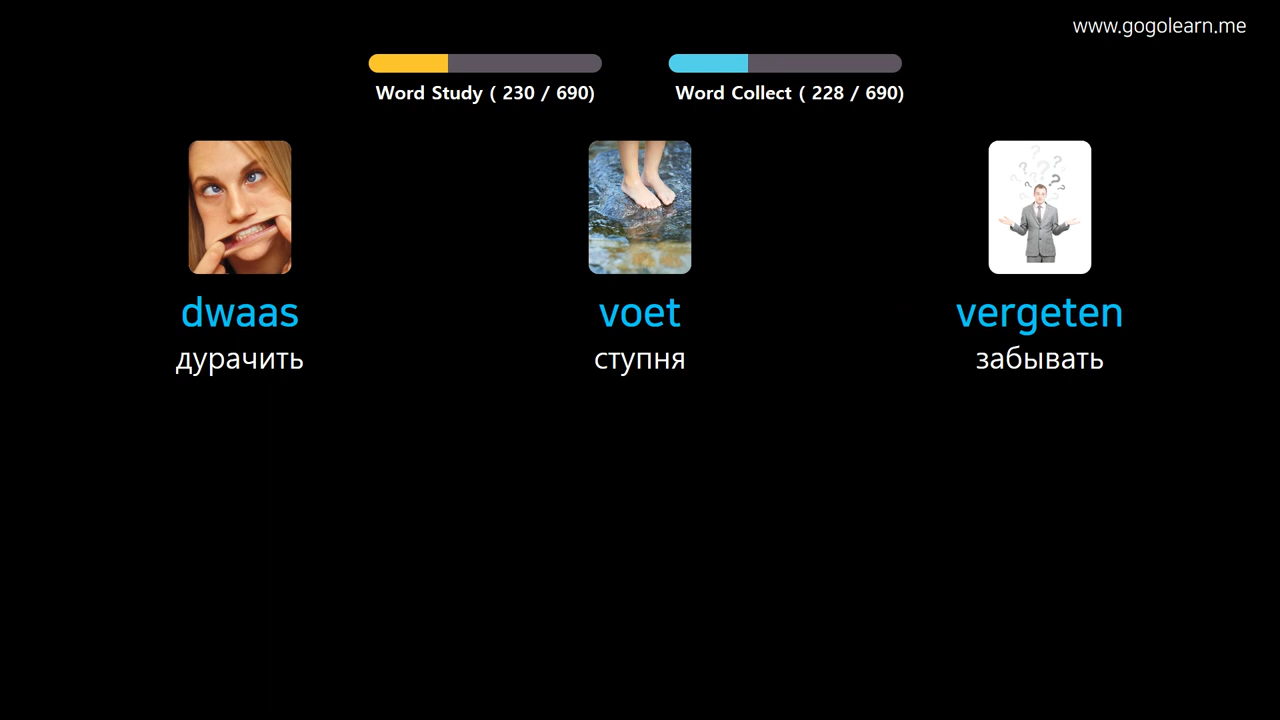 www.gogolearn.me
Word Study ( 230 / 690)
Word Collect ( 228 / 690)
dwaas
voet
vergeten
дурачить
ступня
забывать